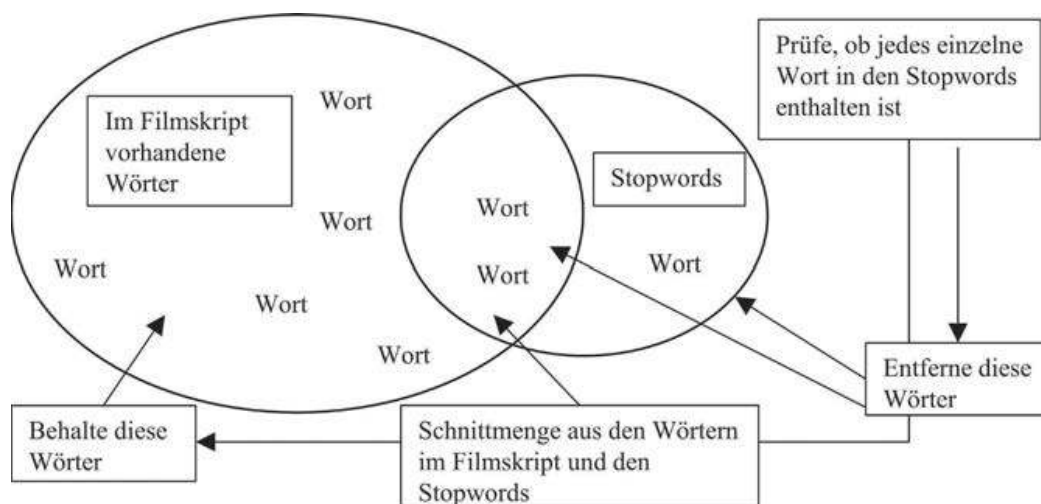 Prüfe, ob jedes einzelne
Wort in den Stopwords
enthalten ist
Wort
Im Filmskript
vorhandene
Wörter
Stopwords
Wort
Wort
Wort
Wort
Wort
Wort
Wort
Entferne diese
Wörter
Behalte diese
Wörter
Schnittmenge aus den Wörtern
im Filmskript und den
Stopwords